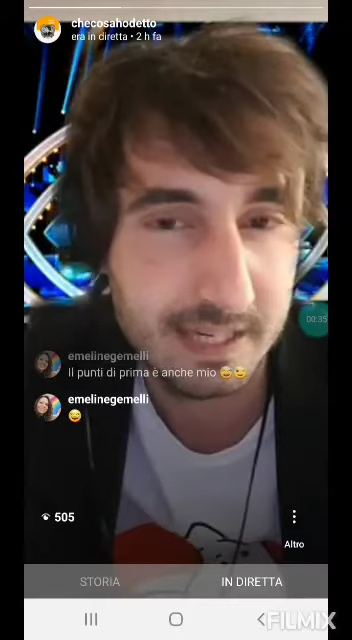 checosahodetto
era in diretta • 2 h fa
00:35
emelinegemelli
Il punti di prima è anche mio 😅😉
emelinegemelli
😅
505
Altro
STORIA
IN DIRETTA
FILMIX